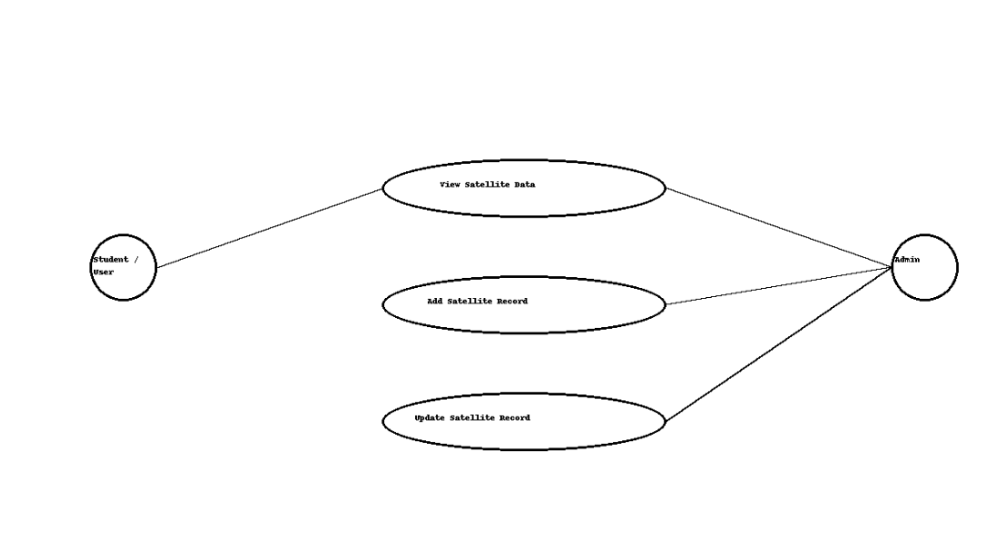 View Satellite Data
Student /
User
Admin
Add Satellite Record
Update Satellite Record